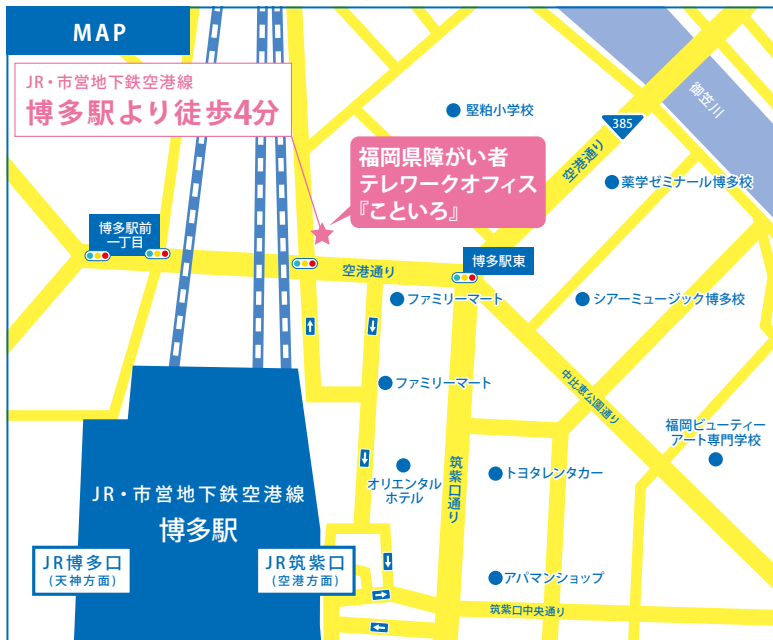 MAP
JR・市営地下鉄空港線
博多駅より徒歩4分
堅粕小学校
御笠川
385
空港通り
福岡県障がい者
テレワークオフィス
『こといろ』
薬学ゼミナール博多校
博多駅前
一丁目
空港通り
博多駅東
ファミリーマート
シアーミュージック博多校
ファミリーマート
中比恵公園通り
福岡ビューティー
アート専門学校
オリエンタル
ホテル
筑紫口通り
トヨタレンタカー
JR・市営地下鉄空港線
博多駅
JR博多口
(天神方面)
JR筑紫口
(空港方面)
アパマンショップ
筑紫口中央通り